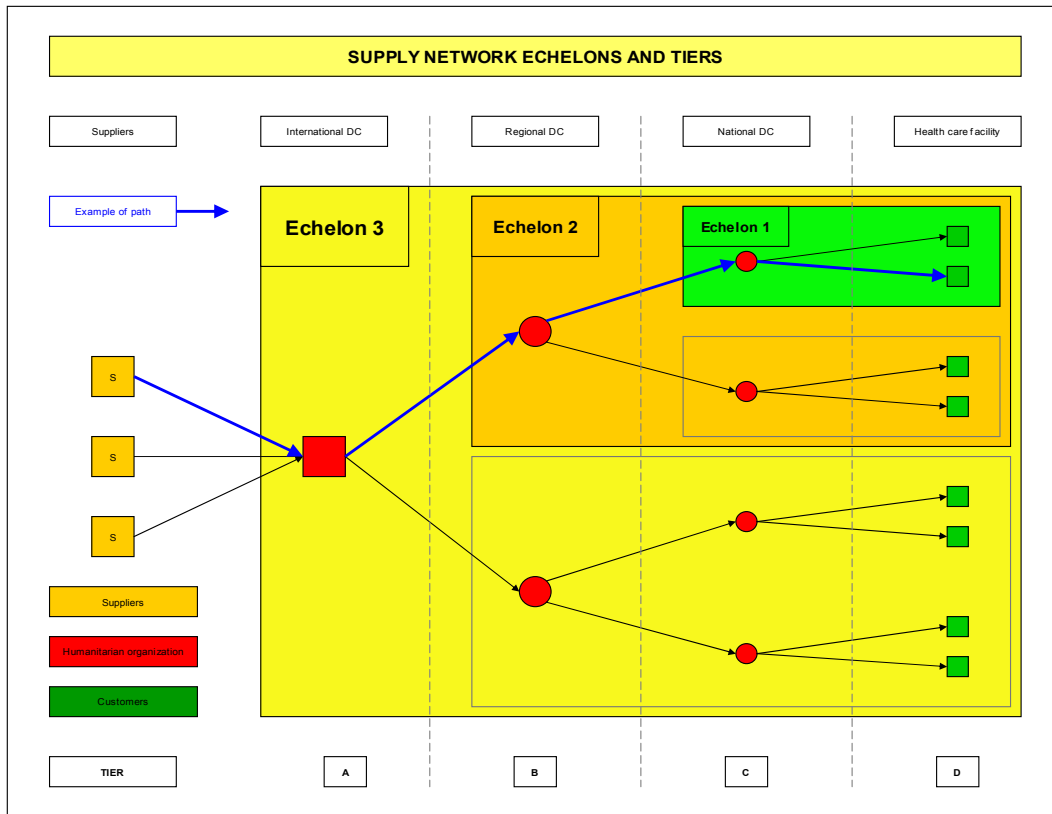 SUPPLY NETWORK ECHELONS AND TIERS
Suppliers
International DC
Regional DC
National DC
Health care facility
Example of path
Echelon 3
Echelon 2
Echelon 1
S
S
S
Suppliers
Humanitarian organization
Customers
TIER
A
B
C
D